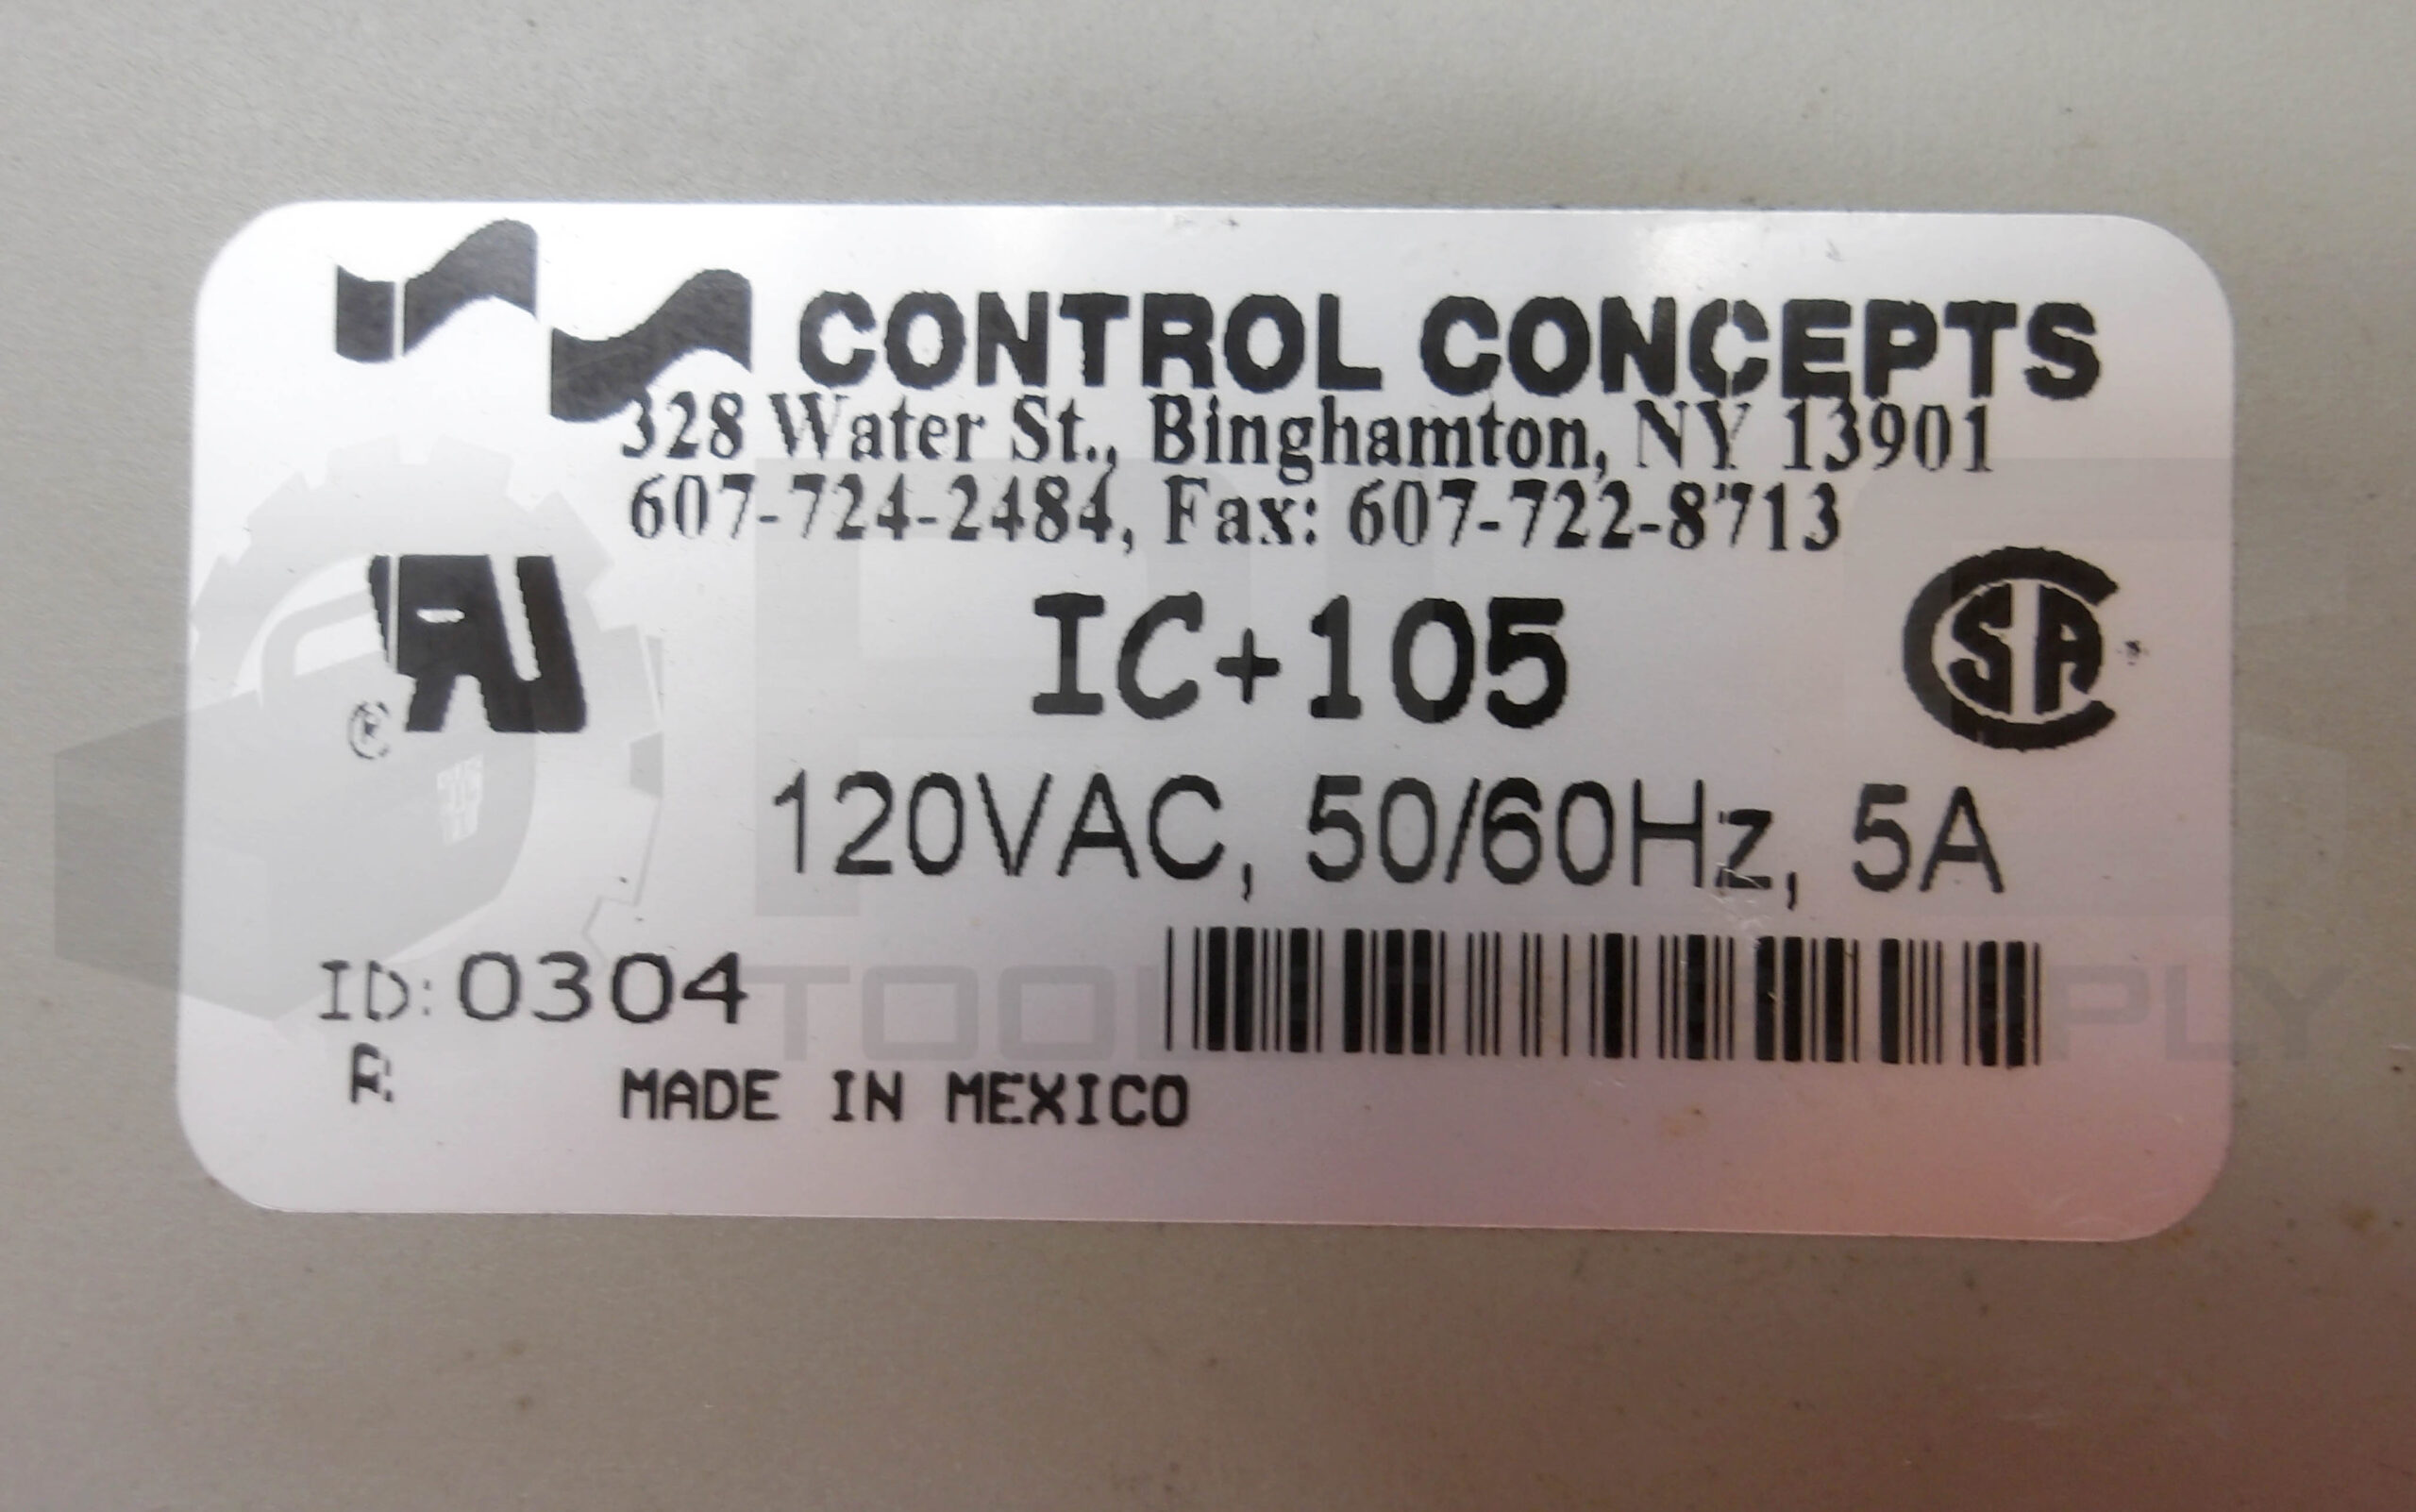 CONTROL CONCEPTS
328 Water St., Binghamton, NY 13901
607-724-2484, Fax: 607-722-8713
IC+105
120VAC, 50/60Hz, 5A
ID: 0304
R:
MADE IN MEXICO